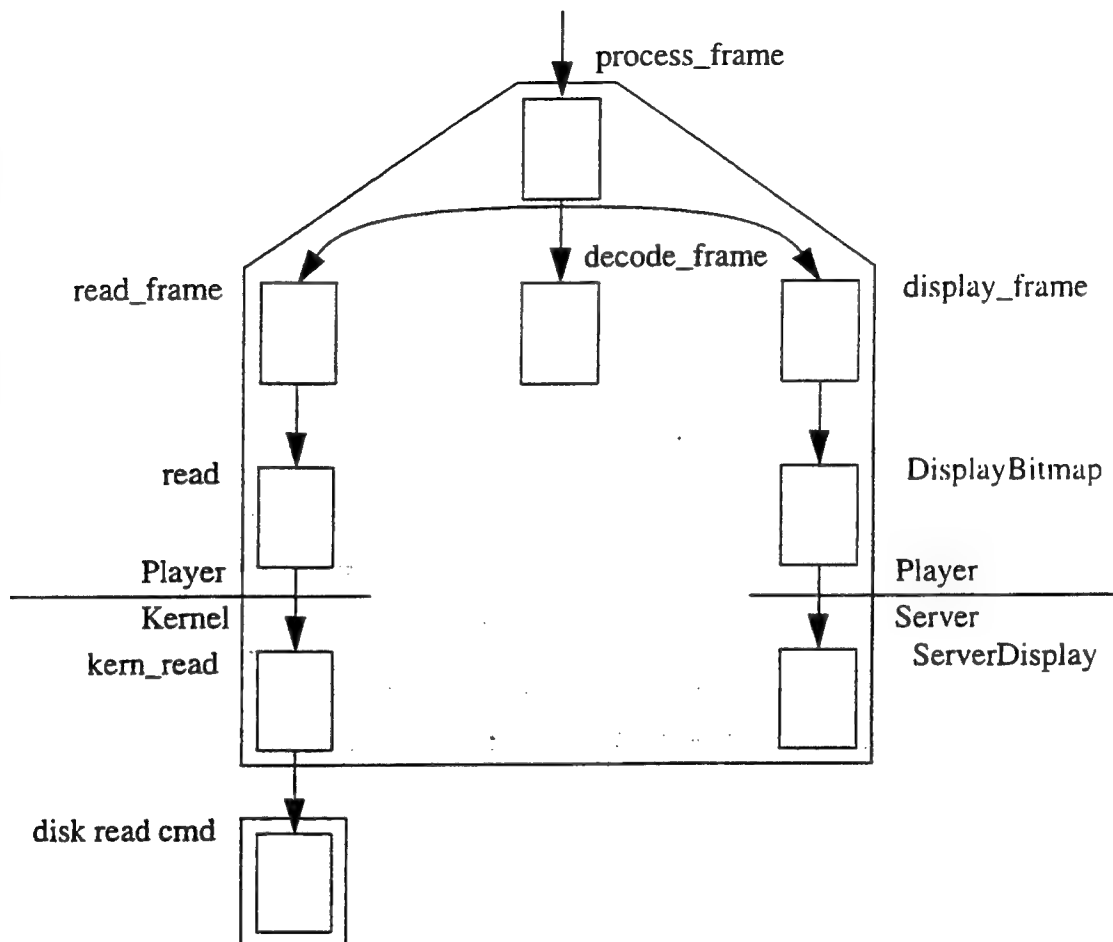 process_frame
decode_frame
read_frame
display_frame
read
DisplayBitmap
Player
Player
Kernel
Server
kern_read
ServerDisplay
disk read cmd